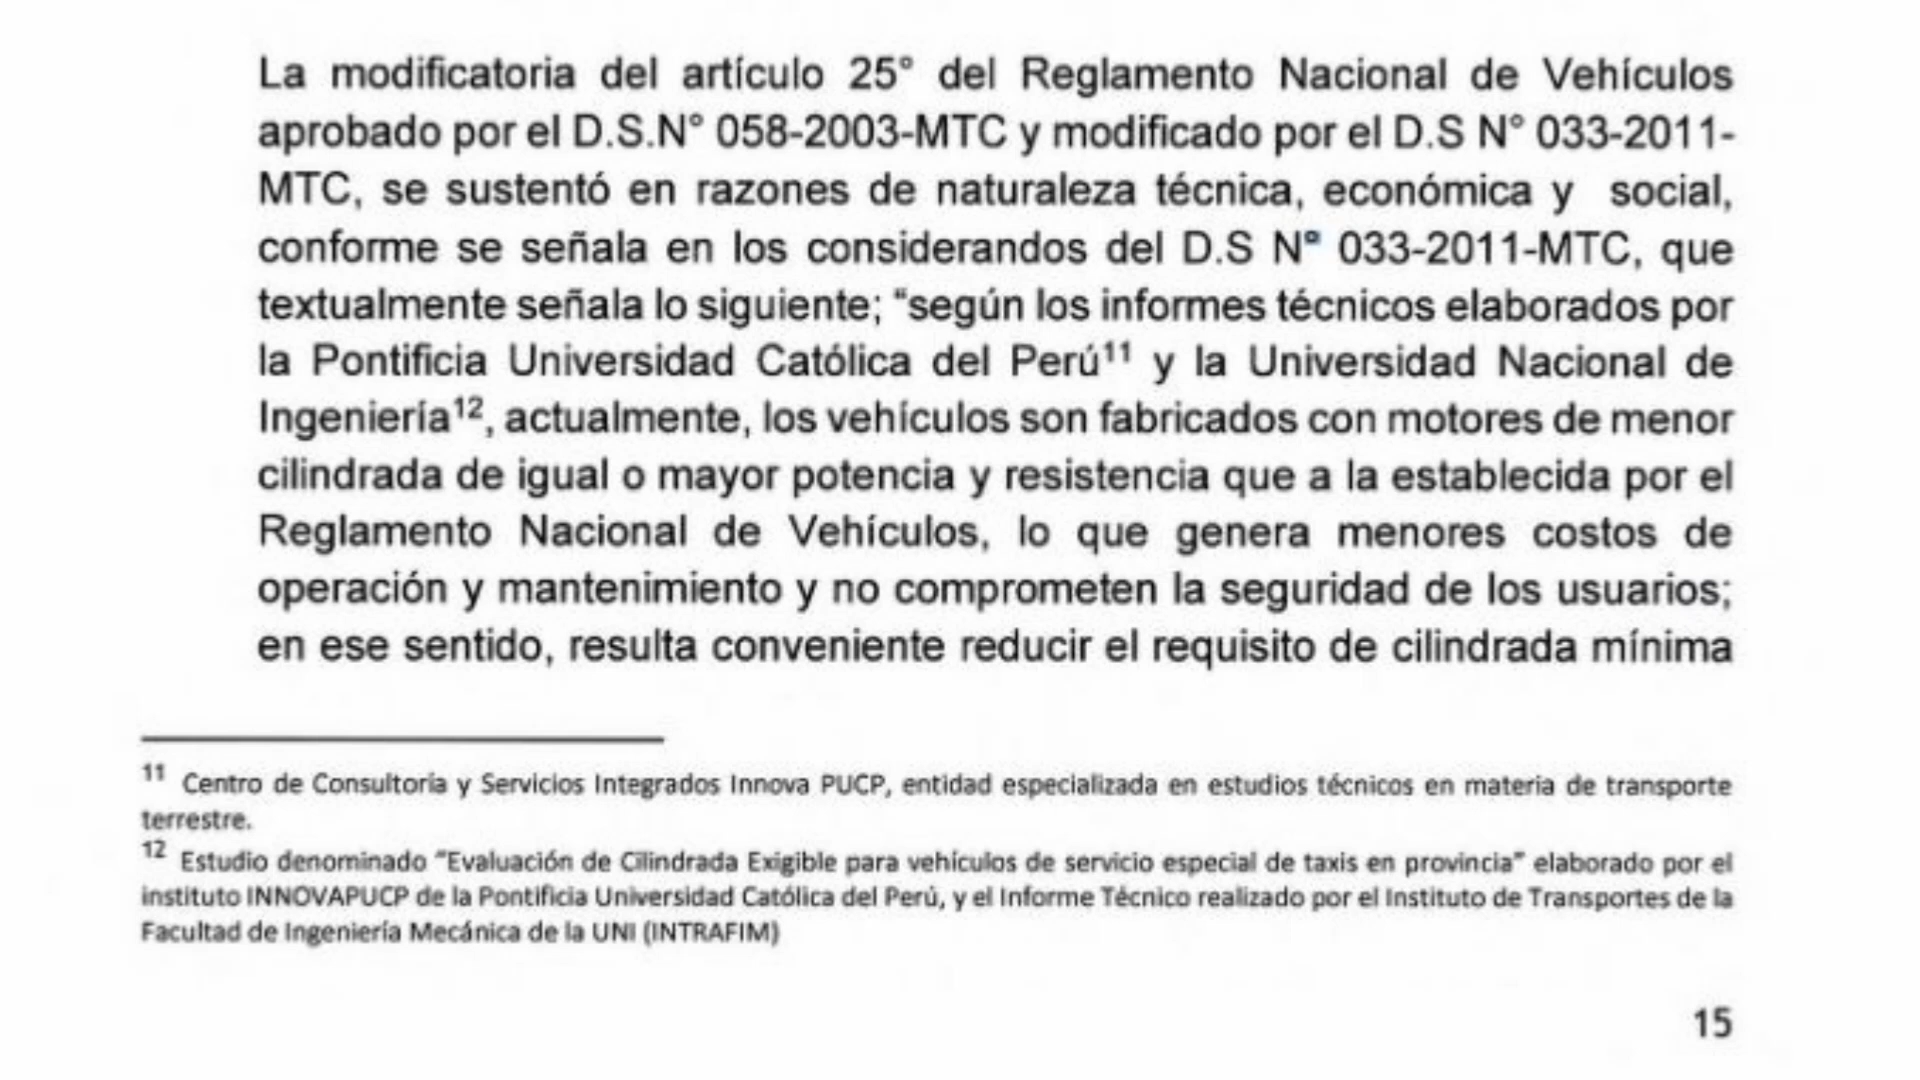 La modificatoria del artículo 25° del Reglamento Nacional de Vehículos
aprobado por el D.S.N° 058-2003-MTC y modificado por el D.S N° 033-2011-
MTC, se sustentó en razones de naturaleza técnica, económica y social,
conforme se señala en los considerandos del D.S Nº 033-2011-MTC, que
textualmente señala lo siguiente; “según los informes técnicos elaborados por
la Pontificia Universidad Católica del Perú¹¹ y la Universidad Nacional de
Ingeniería¹², actualmente, los vehículos son fabricados con motores de menor
cilindrada de igual o mayor potencia y resistencia que a la establecida por el
Reglamento Nacional de Vehículos, lo que genera menores costos de
operación y mantenimiento y no comprometen la seguridad de los usuarios;
en ese sentido, resulta conveniente reducir el requisito de cilindrada mínima
¹¹ Centro de Consultoría y Servicios Integrados Innova PUCP, entidad especializada en estudios técnicos en materia de transporte
terrestre.
¹² Estudio denominado “Evaluación de Cilindrada Exigible para vehículos de servicio especial de taxis en provincia” elaborado por el
instituto INNOVAPUCP de la Pontificia Universidad Católica del Perú, y el Informe Técnico realizado por el Instituto de Transportes de la
Facultad de Ingeniería Mecánica de la UNI (INTRAFIM)
15